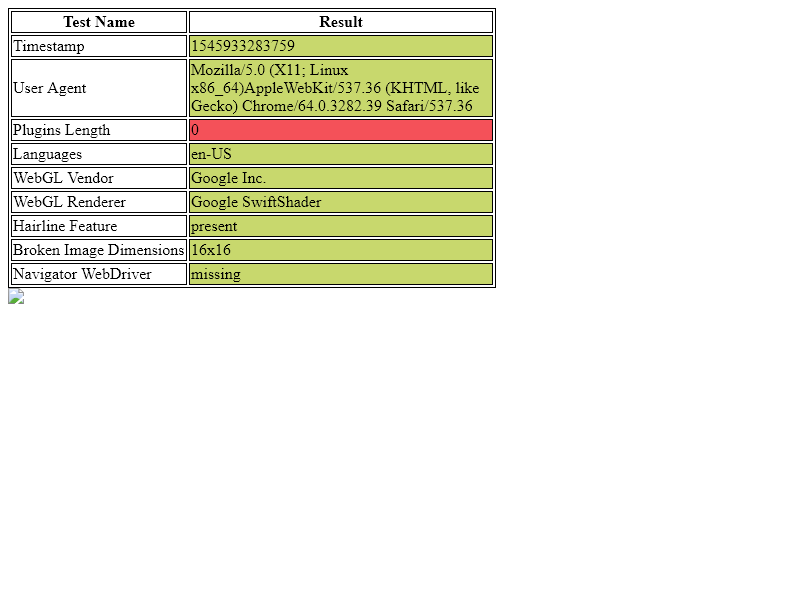 Test Name Result
Timestamp 1545933283759
User Agent Mozilla/5.0 (X11; Linux
x86_64)AppleWebKit/537.36 (KHTML, like
Gecko) Chrome/64.0.3282.39 Safari/537.36
Plugins Length 0
Languages en-US
WebGL Vendor Google Inc.
WebGL Renderer Google SwiftShader
Hairline Feature present
Broken Image Dimensions 16x16
Navigator WebDriver missing